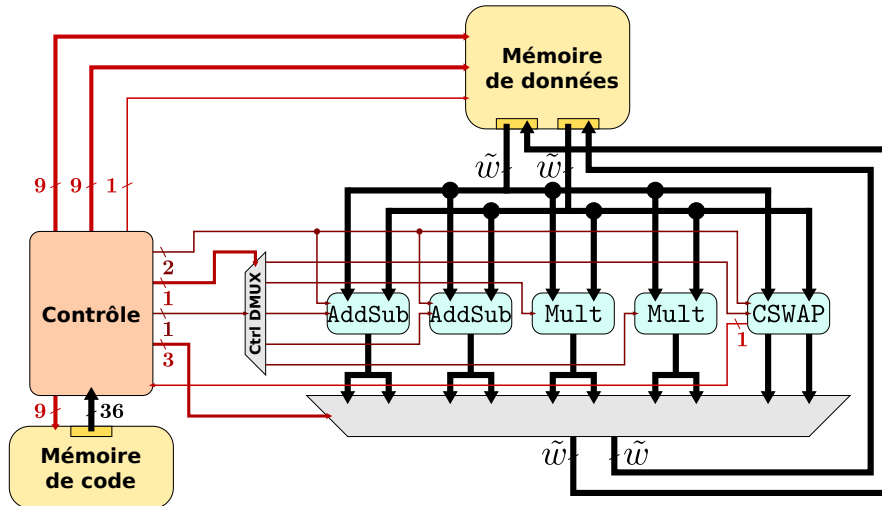 Mémoire
de données
9 9 1
w̃ w̃
Contrôle
2
1
1
3
Ctrl DMUX
AddSub AddSub Mult Mult CSWAP
1
9 36
Mémoire
de code
w̃ w̃